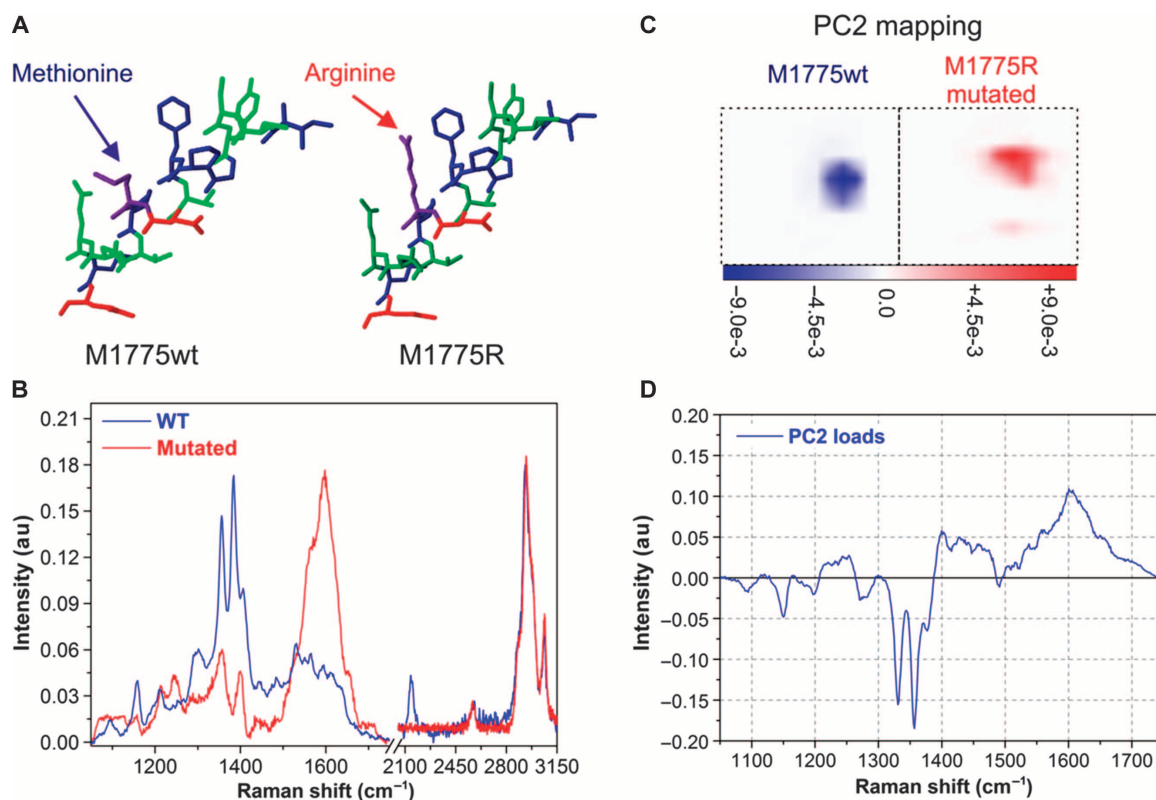 A
Methionine
Arginine
M1775wt
M1775R
C
PC2 mapping
M1775wt
M1775R
mutated
−9.0e-3
−4.5e-3
0.0
+4.5e-3
+9.0e-3
B
WT
Mutated
0.21
0.18
0.15
0.12
0.09
0.06
0.03
0.00
Intensity (au)
1200
1400
1600
2100
2450
2800
3150
Raman shift (cm−1)
D
PC2 loads
0.20
0.15
0.10
0.05
0.00
−0.05
−0.10
−0.15
−0.20
Intensity (au)
1100
1200
1300
1400
1500
1600
1700
Raman shift (cm−1)